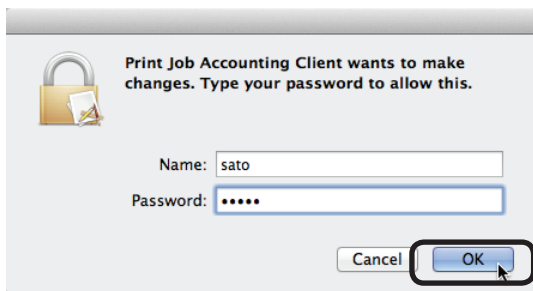 Print Job Accounting Client wants to make
changes. Type your password to allow this.
Name: sato
Password: •••••
Cancel OK